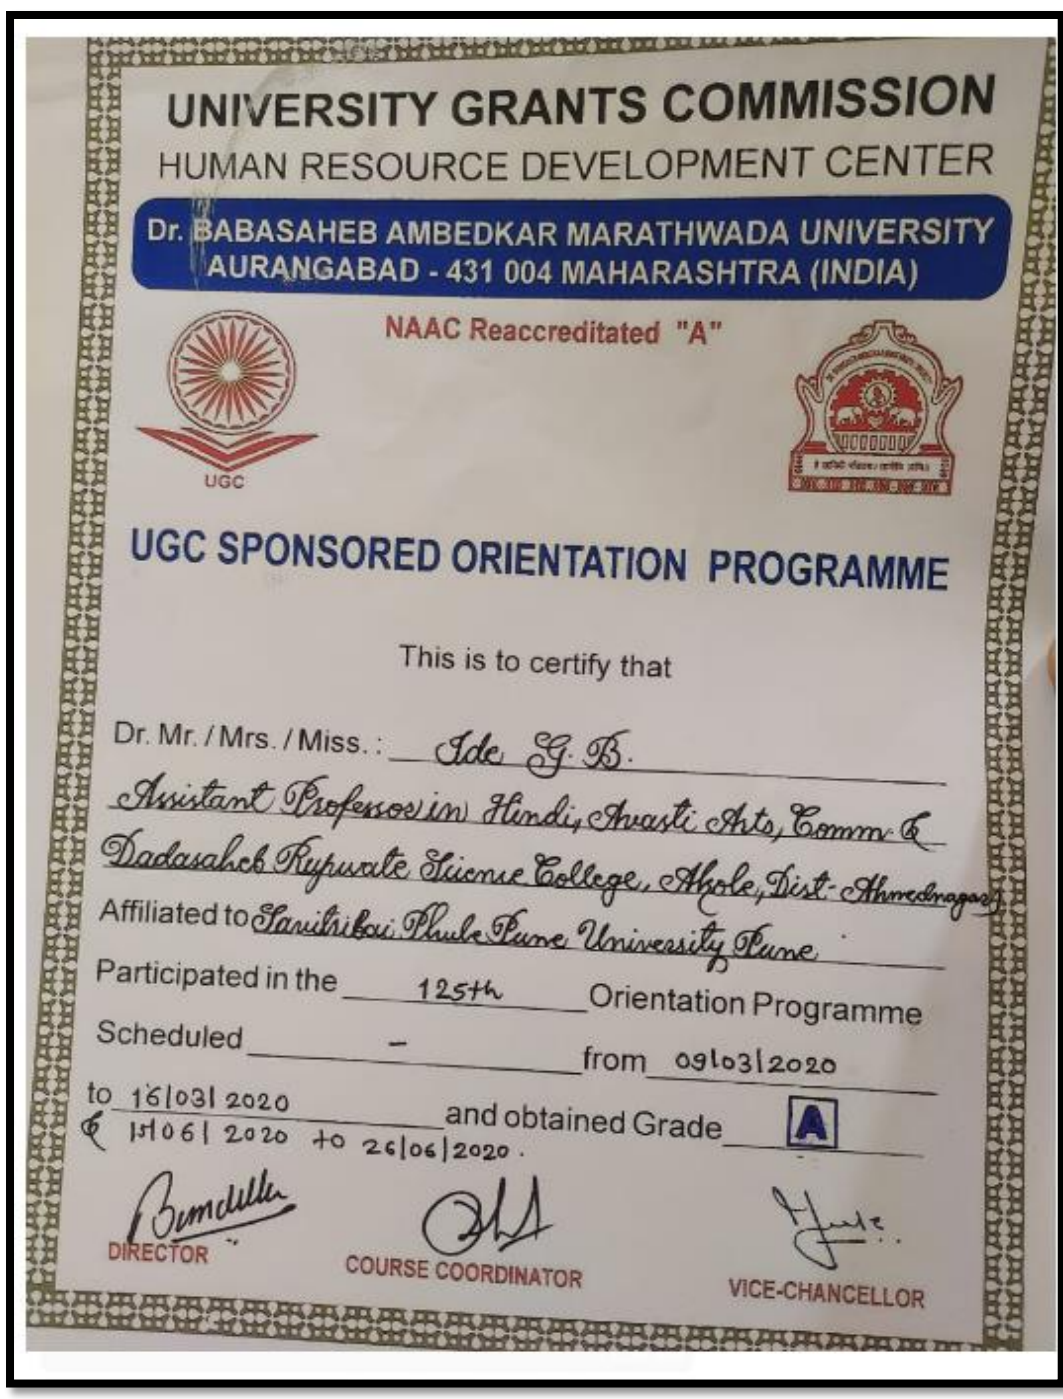 UNIVERSITY GRANTS COMMISSION
HUMAN RESOURCE DEVELOPMENT CENTER
Dr. BABASAHEB AMBEDKAR MARATHWADA UNIVERSITY
AURANGABAD - 431 004 MAHARASHTRA (INDIA)
NAAC Reaccreditated "A"
UGC
UGC SPONSORED ORIENTATION PROGRAMME
This is to certify that
Dr. Mr. / Mrs. / Miss. : Ide G. B.
Assistant Professor in Hindi, Avasti Arts, Comm. &
Dadasaheb Rupwate Science College, Akole, Dist- Ahmednagar
Affiliated to Savitribai Phule Pune University Pune
Participated in the 125th Orientation Programme
Scheduled - from 09/03/2020
to 16/03/2020 and obtained Grade A
& 15/06/2020 to 26/06/2020.
DIRECTOR
COURSE COORDINATOR
VICE-CHANCELLOR